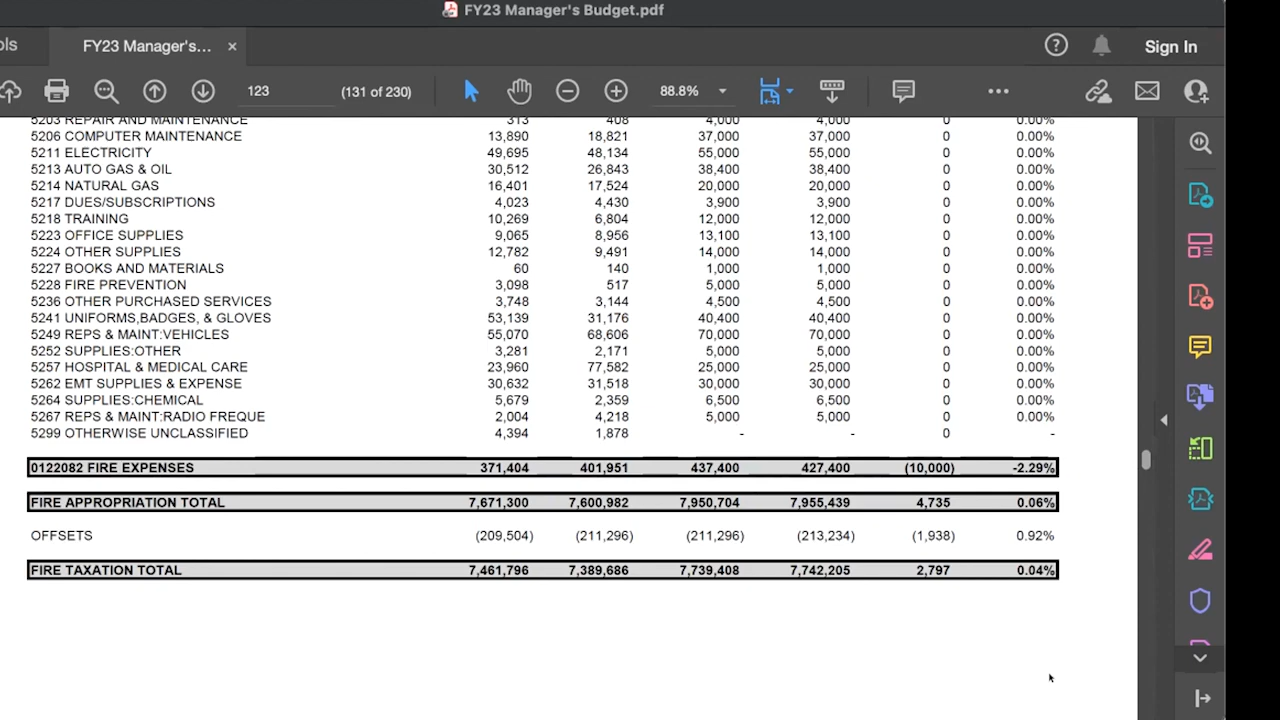 FY23 Manager's Budget.pdf
ols FY23 Manager's... × Sign In
123 (131 of 230) 88.8%
5203 REPAIR AND MAINTENANCE 313 408 4,000 4,000 0 0.00%
5206 COMPUTER MAINTENANCE 13,890 18,821 37,000 37,000 0 0.00%
5211 ELECTRICITY 49,695 48,134 55,000 55,000 0 0.00%
5213 AUTO GAS & OIL 30,512 26,843 38,400 38,400 0 0.00%
5214 NATURAL GAS 16,401 17,524 20,000 20,000 0 0.00%
5217 DUES/SUBSCRIPTIONS 4,023 4,430 3,900 3,900 0 0.00%
5218 TRAINING 10,269 6,804 12,000 12,000 0 0.00%
5223 OFFICE SUPPLIES 9,065 8,956 13,100 13,100 0 0.00%
5224 OTHER SUPPLIES 12,782 9,491 14,000 14,000 0 0.00%
5227 BOOKS AND MATERIALS 60 140 1,000 1,000 0 0.00%
5228 FIRE PREVENTION 3,098 517 5,000 5,000 0 0.00%
5236 OTHER PURCHASED SERVICES 3,748 3,144 4,500 4,500 0 0.00%
5241 UNIFORMS,BADGES, & GLOVES 53,139 31,176 40,400 40,400 0 0.00%
5249 REPS & MAINT:VEHICLES 55,070 68,606 70,000 70,000 0 0.00%
5252 SUPPLIES:OTHER 3,281 2,171 5,000 5,000 0 0.00%
5257 HOSPITAL & MEDICAL CARE 23,960 77,582 25,000 25,000 0 0.00%
5262 EMT SUPPLIES & EXPENSE 30,632 31,518 30,000 30,000 0 0.00%
5264 SUPPLIES:CHEMICAL 5,679 2,359 6,500 6,500 0 0.00%
5267 REPS & MAINT:RADIO FREQUE 2,004 4,218 5,000 5,000 0 0.00%
5299 OTHERWISE UNCLASSIFIED 4,394 1,878 - - 0 -
0122082 FIRE EXPENSES 371,404 401,951 437,400 427,400 (10,000) -2.29%
FIRE APPROPRIATION TOTAL 7,671,300 7,600,982 7,950,704 7,955,439 4,735 0.06%
OFFSETS (209,504) (211,296) (211,296) (213,234) (1,938) 0.92%
FIRE TAXATION TOTAL 7,461,796 7,389,686 7,739,408 7,742,205 2,797 0.04%